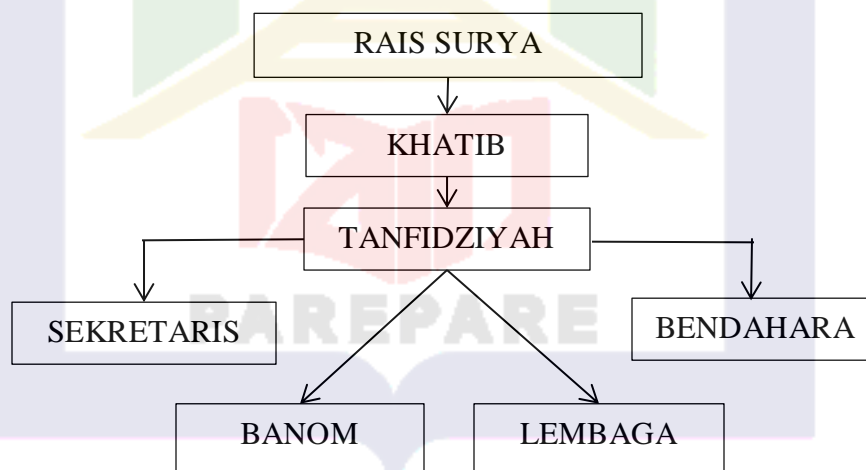 RAIS SURYA
KHATIB
TANFIDZIYAH
SEKRETARIS
BENDAHARA
PAREPARE
BANOM
LEMBAGA